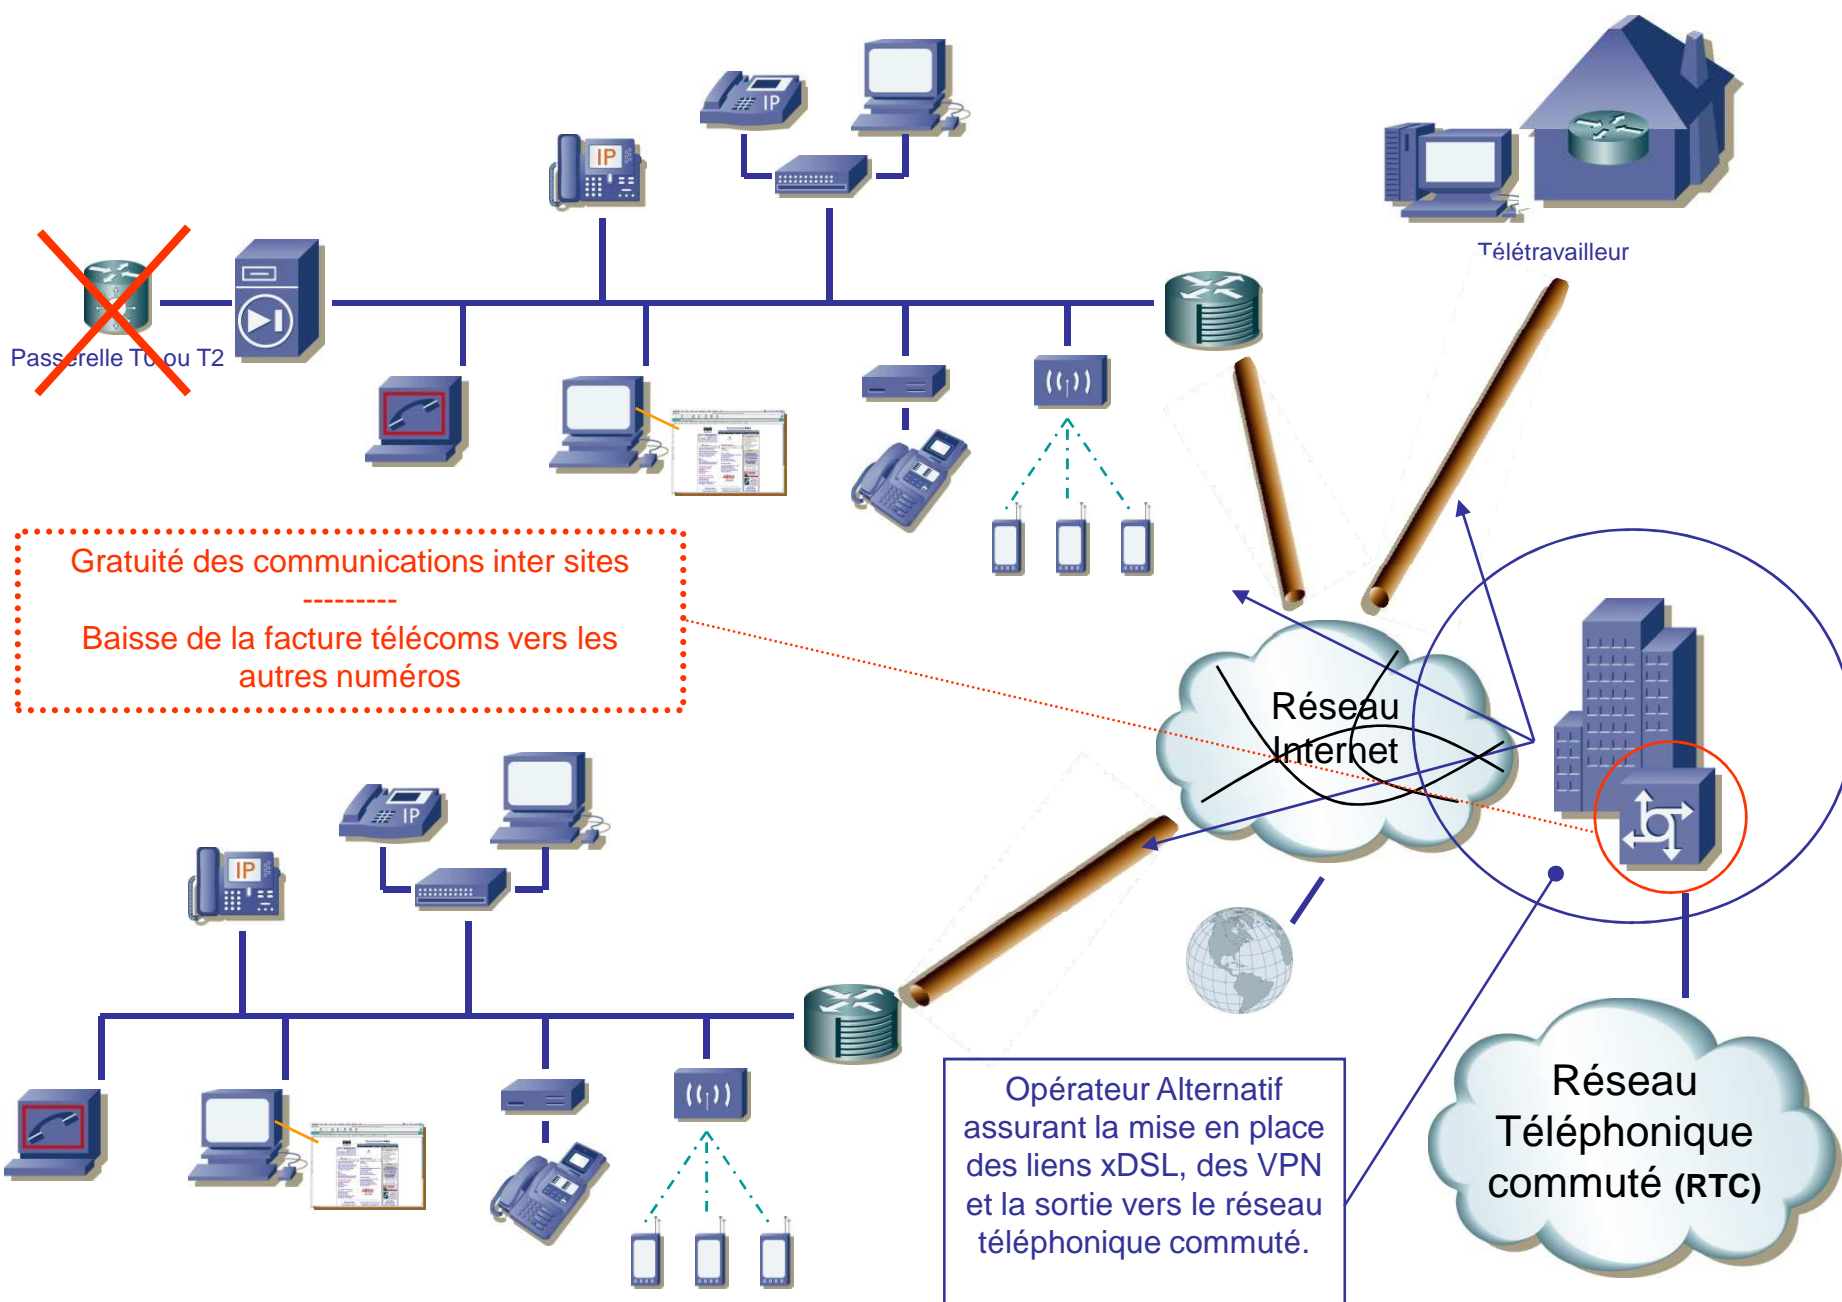 IP
IP
Télétravailleur
Passerelle T0 ou T2
Gratuité des communications inter sites
---------
Baisse de la facture télécoms vers les
autres numéros
Réseau
Internet
IP
IP
Opérateur Alternatif
assurant la mise en place
des liens xDSL, des VPN
et la sortie vers le réseau
téléphonique commuté.
Réseau
Téléphonique
commuté (RTC)